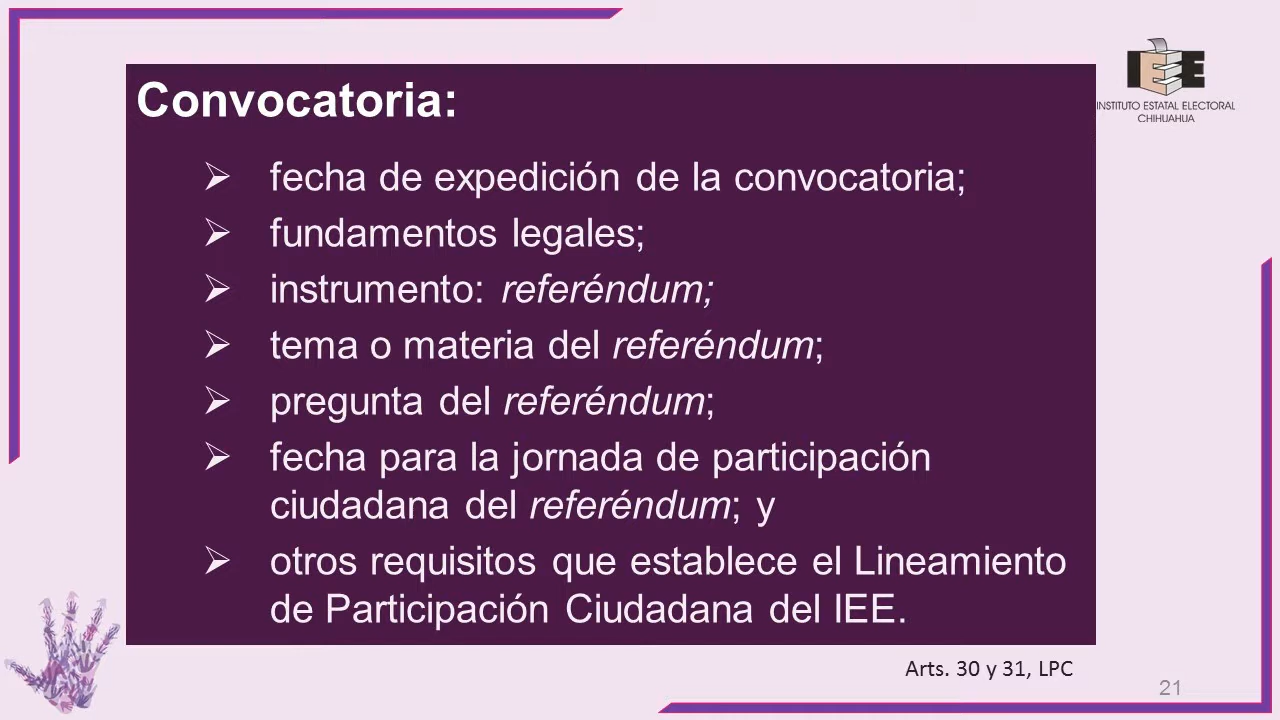 IEE
INSTITUTO ESTATAL ELECTORAL
CHIHUAHUA
Convocatoria:
➢ fecha de expedición de la convocatoria;
➢ fundamentos legales;
➢ instrumento: referéndum;
➢ tema o materia del referéndum;
➢ pregunta del referéndum;
➢ fecha para la jornada de participación
ciudadana del referéndum; y
➢ otros requisitos que establece el Lineamiento
de Participación Ciudadana del IEE.
Arts. 30 y 31, LPC
21